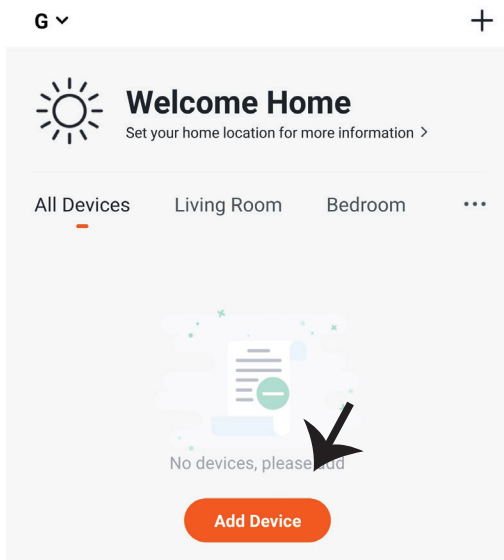 G
Welcome Home
Set your home location for more information >
All Devices Living Room Bedroom ...
No devices, please add
Add Device